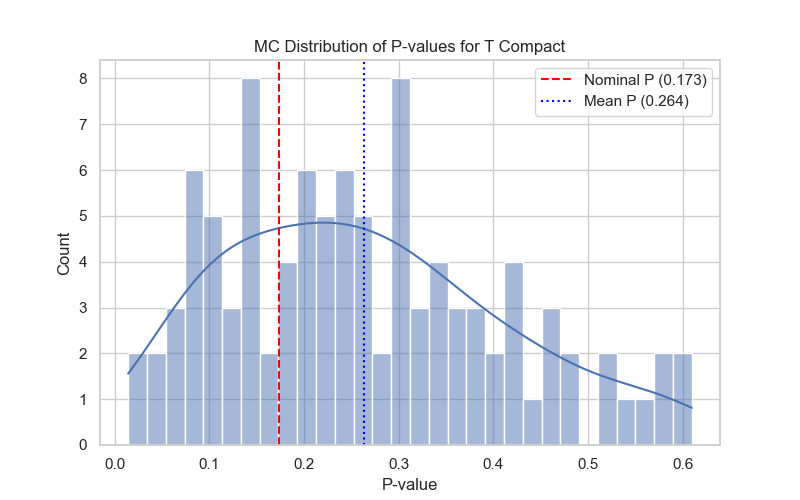 MC Distribution of P-values for T Compact
Nominal P (0.173)
Mean P (0.264)
Count
8
7
6
5
4
3
2
1
0
0.0 0.1 0.2 0.3 0.4 0.5 0.6
P-value